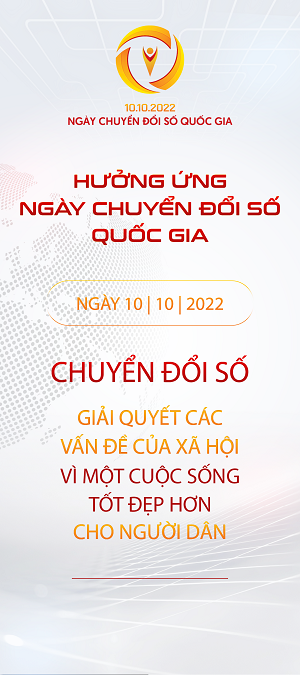 10.10.2022
NGÀY CHUYỂN ĐỔI SỐ QUỐC GIA
HƯỞNG ỨNG
NGÀY CHUYỂN ĐỔI SỐ
QUỐC GIA
NGÀY 10 | 10 | 2022
CHUYỂN ĐỔI SỐ
GIẢI QUYẾT CÁC
VẤN ĐỀ CỦA XÃ HỘI
VÌ MỘT CUỘC SỐNG
TỐT ĐẸP HƠN
CHO NGƯỜI DÂN